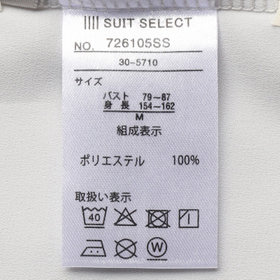 SUIT SELECT
NO. 726105SS
30-5710
サイズ
バスト 79~87
身長 154~162
M
組成表示
ポリエステル 100%
取扱い表示
40
W